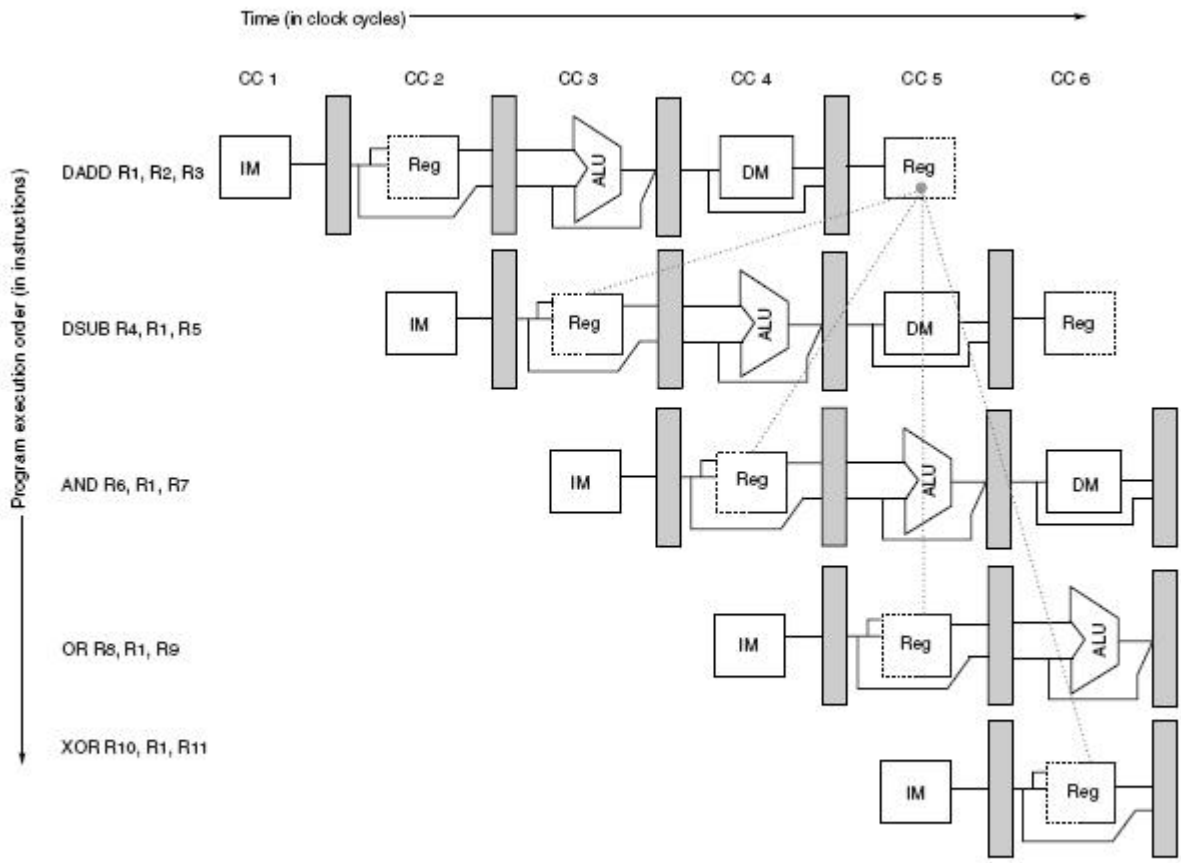 Time (in clock cycles)
CC 1 CC 2 CC 3 CC 4 CC 5 CC 6
Program execution order (in instructions)
DADD R1, R2, R3 IM Reg ALU DM Reg
DSUB R4, R1, R5 IM Reg ALU DM Reg
AND R6, R1, R7 IM Reg ALU DM
OR R8, R1, R9 IM Reg ALU
XOR R10, R1, R11
IM Reg